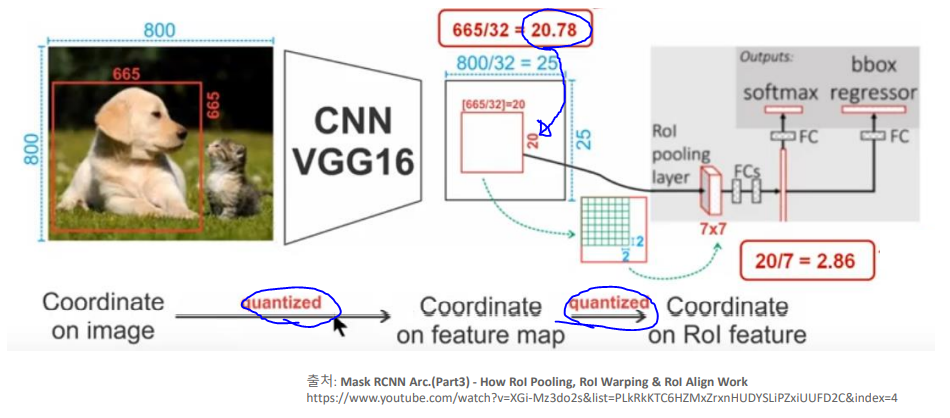 800
665/32 = 20.78
800/32 = 25
Outputs:
bbox
softmax
regressor
665
665
[665/32]=20
800
CNN
VGG16
20
25
FC
FC
RoI
pooling
layer
FCs
7x7
2
2
20/7 = 2.86
Coordinate
on image
quantized
Coordinate
on feature map
quantized
Coordinate
on RoI feature
출처: Mask RCNN Arc.(Part3) - How RoI Pooling, RoI Warping & RoI Align Work
https://www.youtube.com/watch?v=XGi-Mz3do2s&list=PLkRkKTC6HZMxZrxnHUDYSLiPZxiUUFD2C&index=4